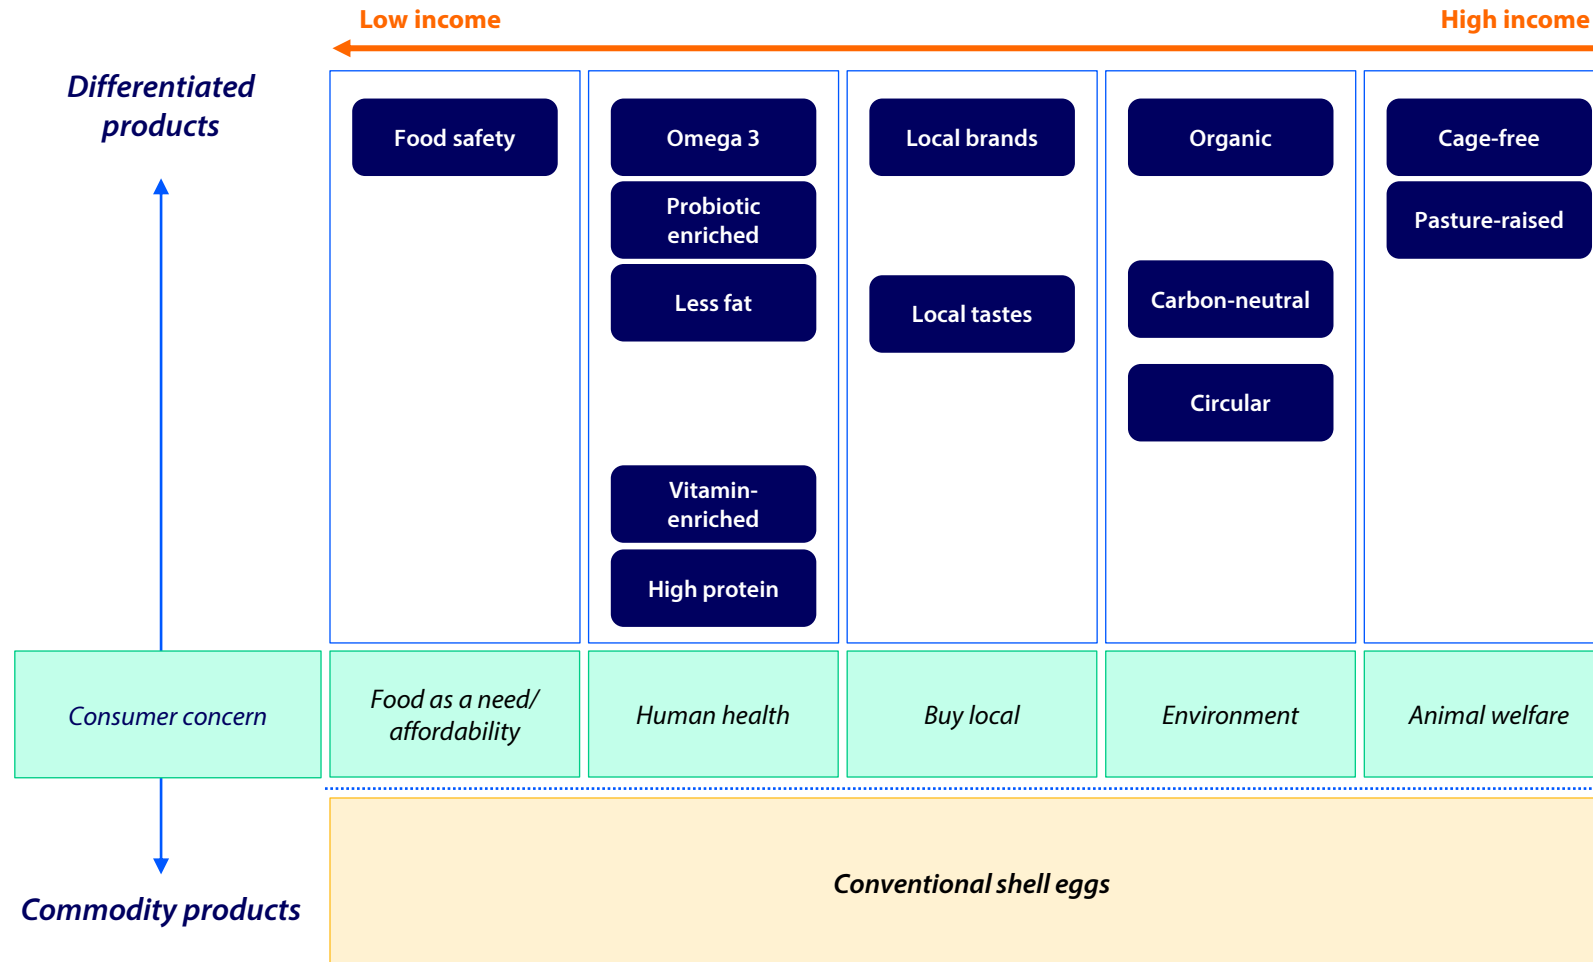 Low income
High income
Differentiated
products
Food safety
Omega 3
Local brands
Organic
Cage-free
Probiotic
enriched
Pasture-raised
Less fat
Local tastes
Carbon-neutral
Circular
Vitamin-
enriched
High protein
Consumer concern
Food as a need/
affordability
Human health
Buy local
Environment
Animal welfare
Conventional shell eggs
Commodity products